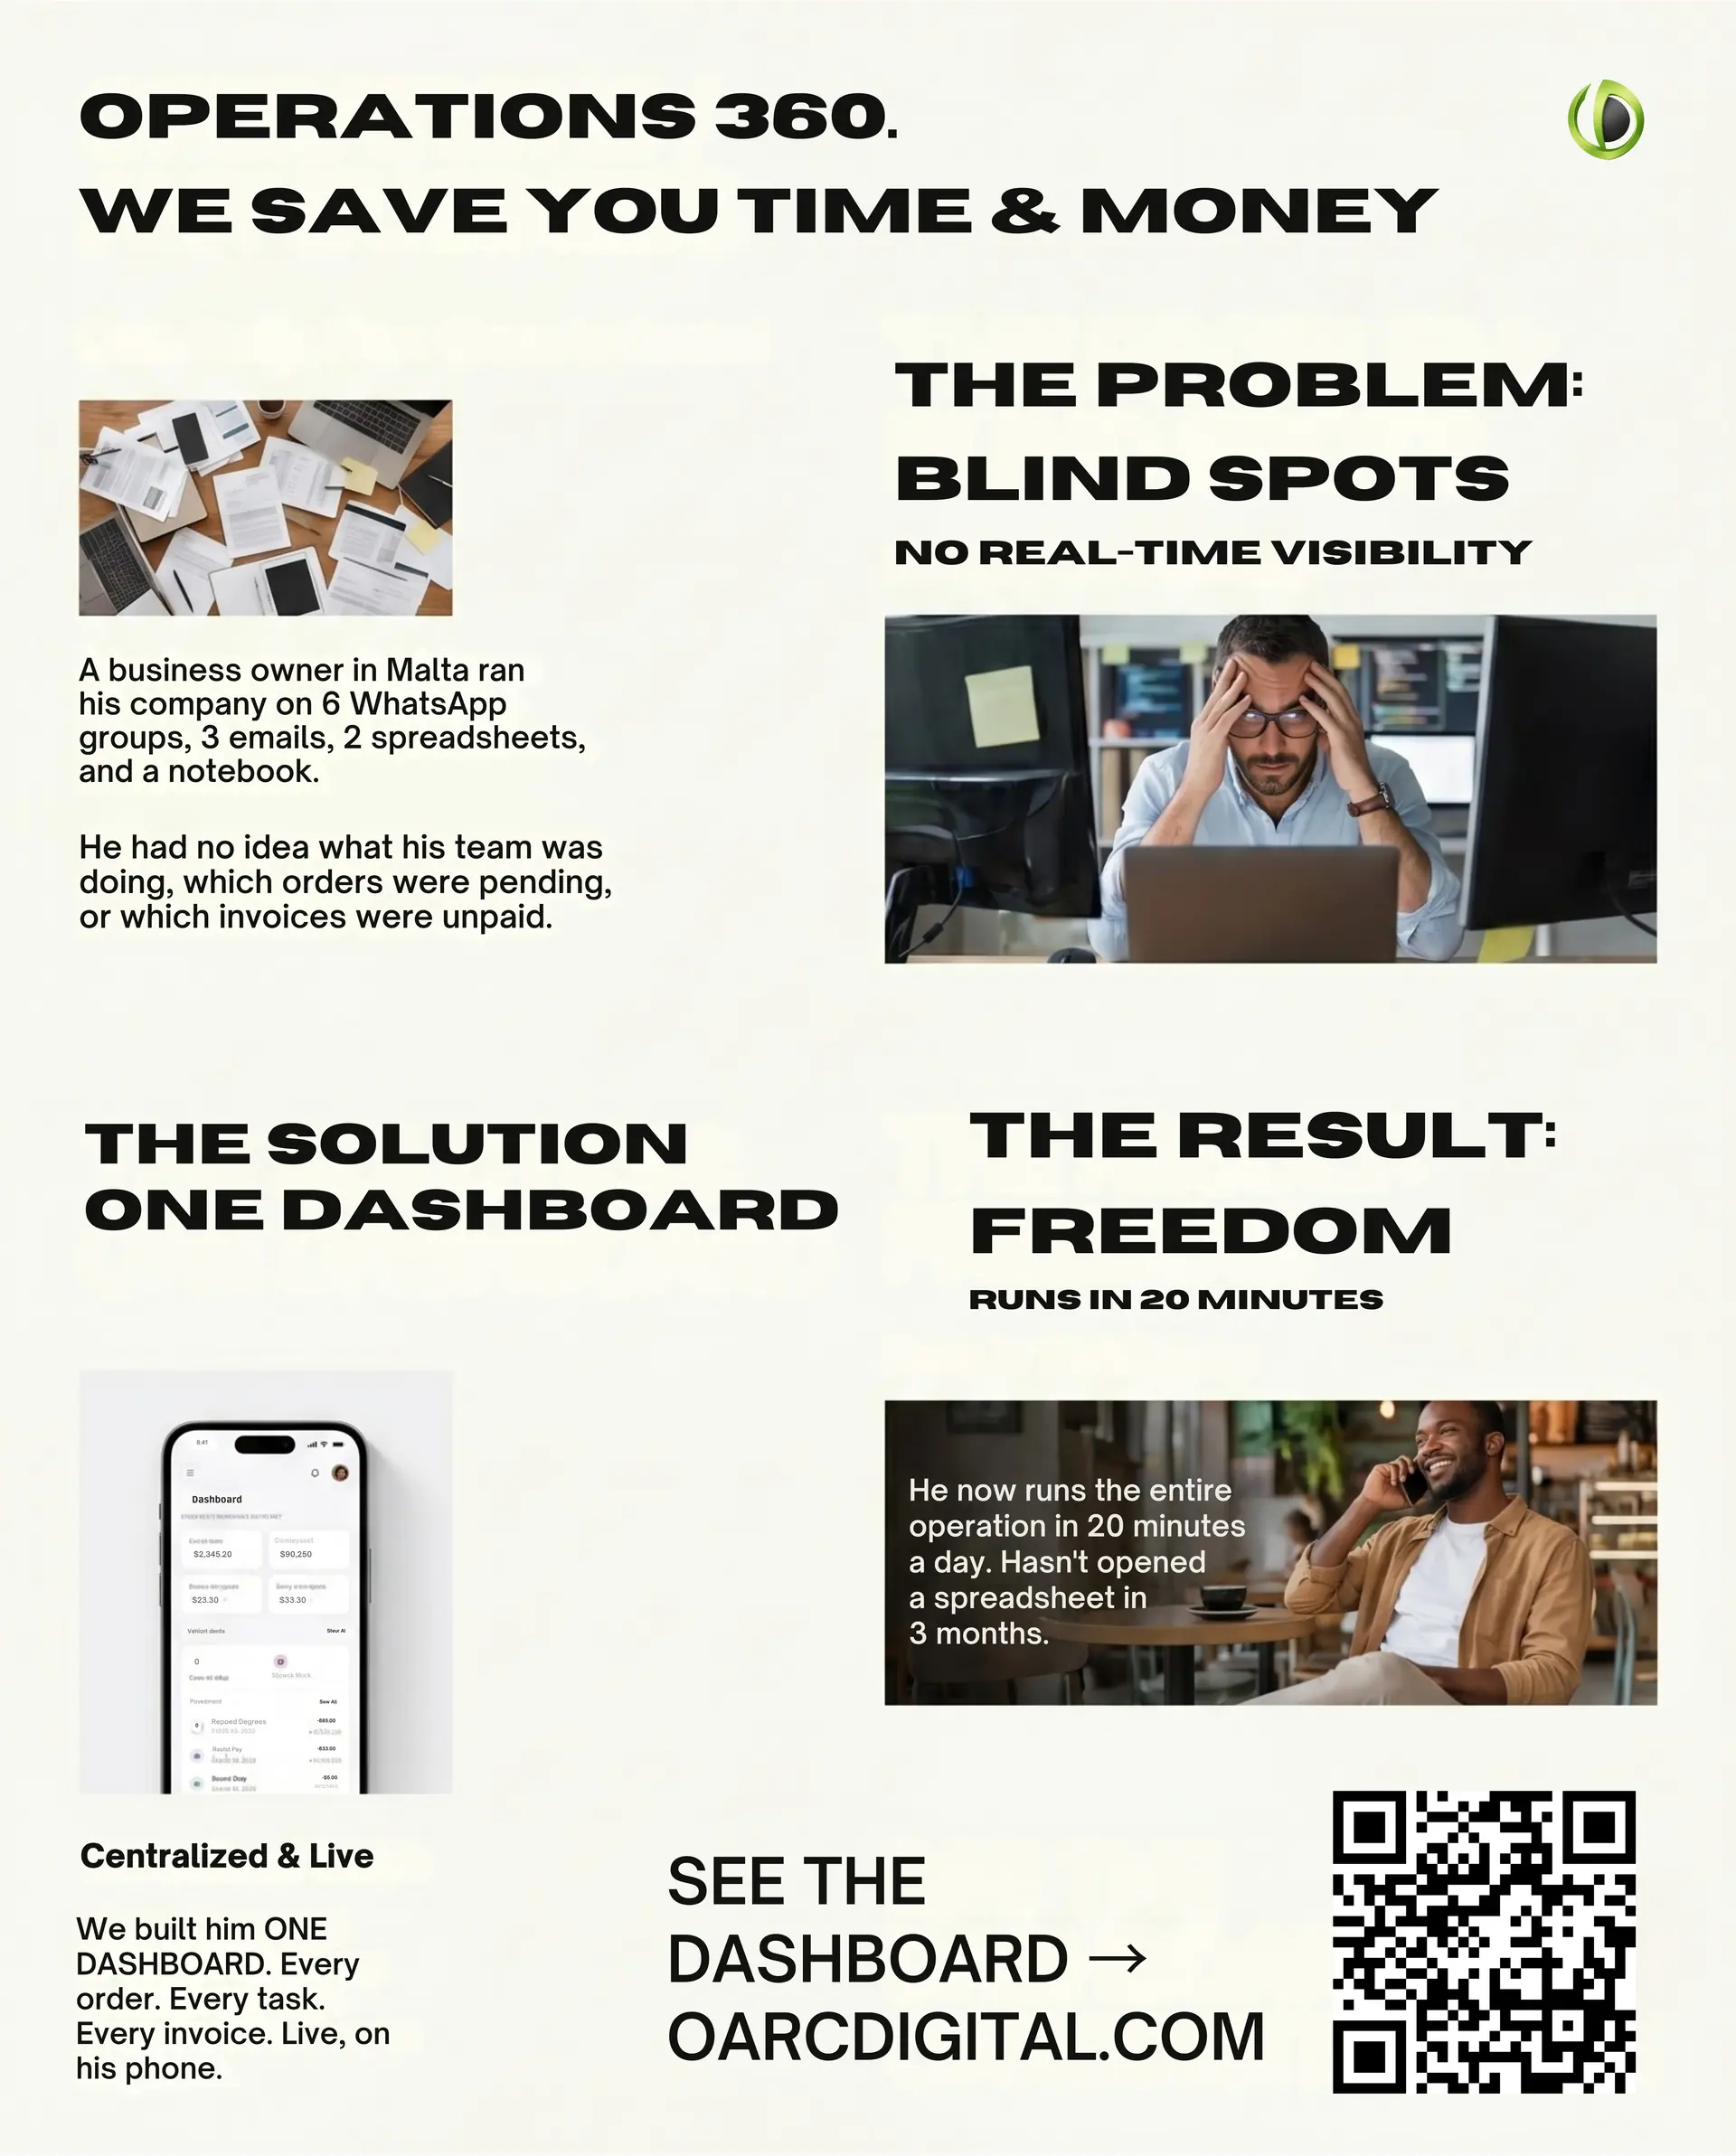 OPERATIONS 360.
WE SAVE YOU TIME & MONEY
A business owner in Malta ran
his company on 6 WhatsApp
groups, 3 emails, 2 spreadsheets,
and a notebook.
He had no idea what his team was
doing, which orders were pending,
or which invoices were unpaid.
THE PROBLEM:
BLIND SPOTS
NO REAL-TIME VISIBILITY
THE SOLUTION
ONE DASHBOARD
Dashboard
$2,345.20
$90,250
$23.30
$33.30
0
Repoed Degrees
-$5.00
Centralized & Live
We built him ONE
DASHBOARD. Every
order. Every task.
Every invoice. Live, on
his phone.
THE RESULT:
FREEDOM
RUNS IN 20 MINUTES
He now runs the entire
operation in 20 minutes
a day. Hasn't opened
a spreadsheet in
3 months.
SEE THE
DASHBOARD →
OARCDIGITAL.COM